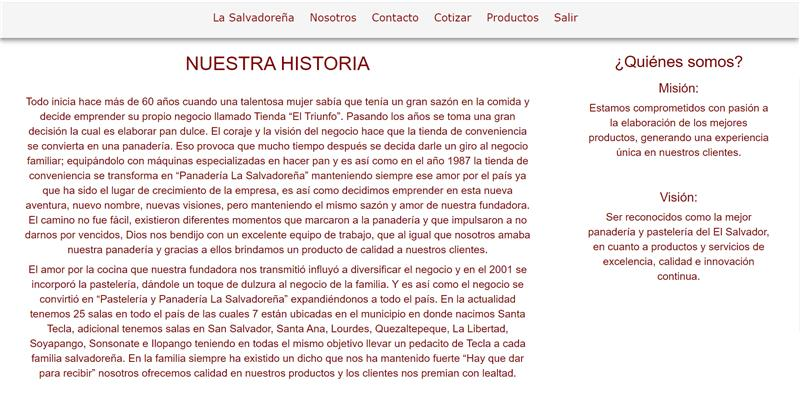 La Salvadoreña Nosotros Contacto Cotizar Productos Salir
NUESTRA HISTORIA
Todo inicia hace más de 60 años cuando una talentosa mujer sabía que tenía un gran sazón en la comida y
decide emprender su propio negocio llamado Tienda “El Triunfo”. Pasando los años se toma una gran
decisión la cual es elaborar pan dulce. El coraje y la visión del negocio hace que la tienda de conveniencia
se convierta en una panadería. Eso provoca que mucho tiempo después se decida darle un giro al negocio
familiar; equipándolo con máquinas especializadas en hacer pan y es así como en el año 1987 la tienda de
conveniencia se transforma en “Panadería La Salvadoreña” manteniendo siempre ese amor por el país ya
que ha sido el lugar de crecimiento de la empresa, es así como decidimos emprender en esta nueva
aventura, nuevo nombre, nuevas visiones, pero manteniendo el mismo sazón y amor de nuestra fundadora.
El camino no fue fácil, existieron diferentes momentos que marcaron a la panadería y que impulsaron a no
darnos por vencidos, Dios nos bendijo con un excelente equipo de trabajo, que al igual que nosotros amaba
nuestra panadería y gracias a ellos brindamos un producto de calidad a nuestros clientes.
El amor por la cocina que nuestra fundadora nos transmitió influyó a diversificar el negocio y en el 2001 se
incorporó la pastelería, dándole un toque de dulzura al negocio de la familia. Y es así como el negocio se
convirtió en “Pastelería y Panadería La Salvadoreña” expandiéndonos a todo el país. En la actualidad
tenemos 25 salas en todo el país de las cuales 7 están ubicadas en el municipio en donde nacimos Santa
Tecla, adicional tenemos salas en San Salvador, Santa Ana, Lourdes, Quezaltepeque, La Libertad,
Soyapango, Sonsonate e Ilopango teniendo en todas el mismo objetivo llevar un pedacito de Tecla a cada
familia salvadoreña. En la familia siempre ha existido un dicho que nos ha mantenido fuerte “Hay que dar
para recibir” nosotros ofrecemos calidad en nuestros productos y los clientes nos premian con lealtad.
¿Quiénes somos?
Misión:
Estamos comprometidos con pasión a
la elaboración de los mejores
productos, generando una experiencia
única en nuestros clientes.
Visión:
Ser reconocidos como la mejor
panadería y pastelería del El Salvador,
en cuanto a productos y servicios de
excelencia, calidad e innovación
continua.